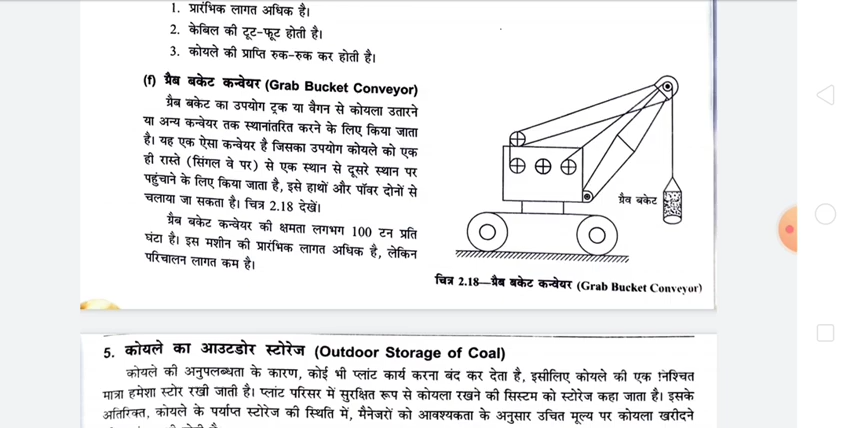 1. प्रारंभिक लागत अधिक है।
2. केबिल की टूट-फूट होती है।
3. कोयले की प्राप्ति रुक-रुक कर होती है।
(f) ग्रैब बकेट कन्वेयर (Grab Bucket Conveyor)
ग्रैब बकेट का उपयोग ट्रक या वैगन से कोयला उतारने
या अन्य कन्वेयर तक स्थानांतरित करने के लिए किया जाता
है। यह एक ऐसा कन्वेयर है जिसका उपयोग कोयले को एक
ही रास्ते (सिंगल वे पर) से एक स्थान से दूसरे स्थान पर
पहुंचाने के लिए किया जाता है, इसे हाथों और पॉवर दोनों से
चलाया जा सकता है। चित्र 2.18 देखें।
ग्रैब बकेट कन्वेयर की क्षमता लगभग 100 टन प्रति
घंटा है। इस मशीन की प्रारंभिक लागत अधिक है, लेकिन
परिचालन लागत कम है।
ग्रैव बकेट
चित्र 2.18—ग्रैब बकेट कन्वेयर (Grab Bucket Conveyor)
5. कोयले का आउटडोर स्टोरेज (Outdoor Storage of Coal)
कोयले की अनुपलब्धता के कारण, कोई भी प्लांट कार्य करना बंद कर देता है, इसीलिए कोयले की एक निश्चित
मात्रा हमेशा स्टोर रखी जाती है। प्लांट परिसर में सुरक्षित रूप से कोयला रखने की सिस्टम को स्टोरेज कहा जाता है। इसके
अतिरिक्त, कोयले के पर्याप्त स्टोरेज की स्थिति में, मैनेजरों को आवश्यकता के अनुसार उचित मूल्य पर कोयला खरीदने